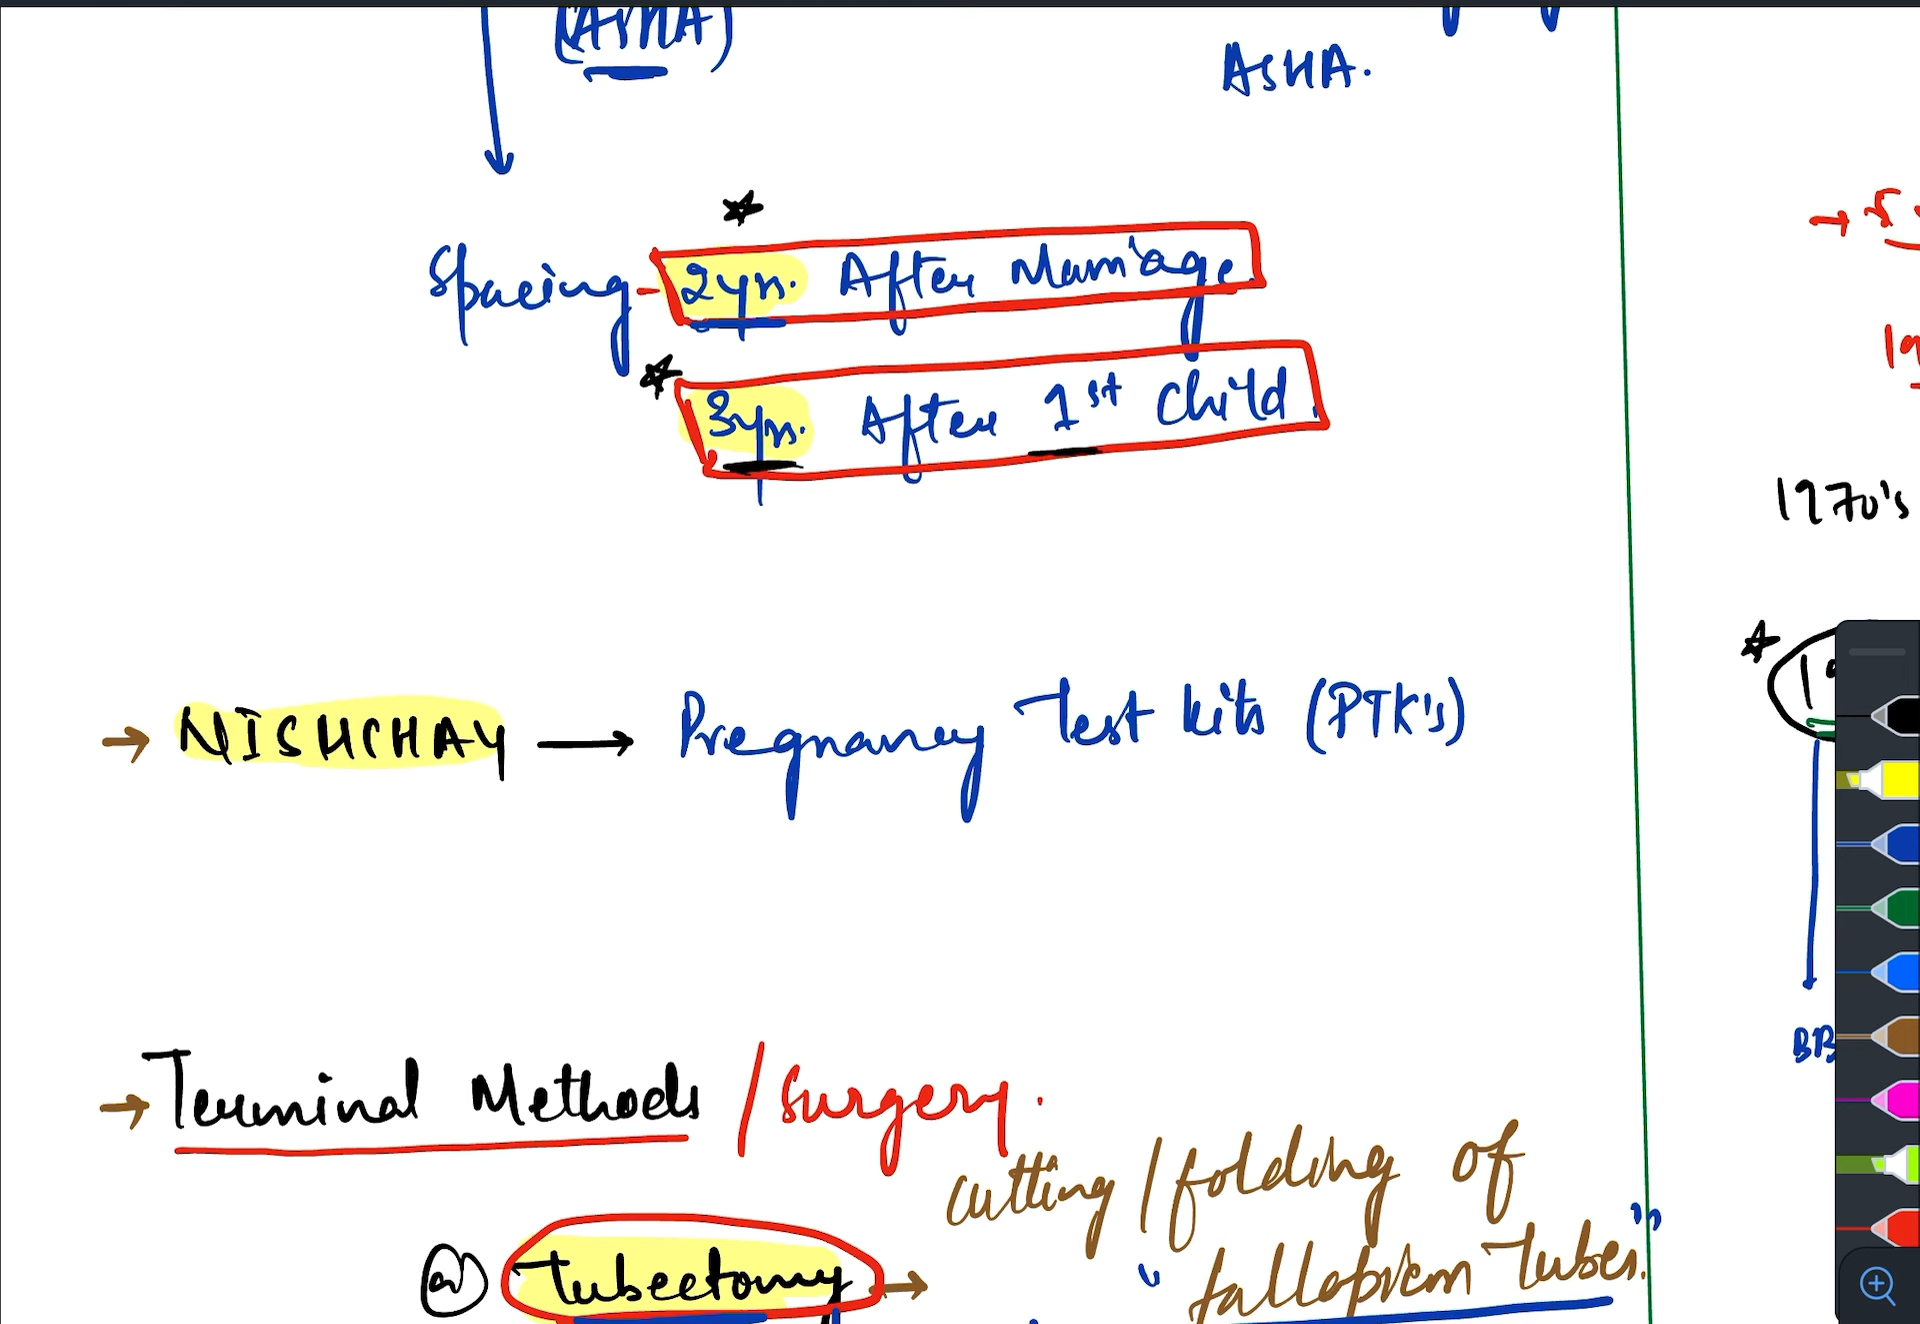 ASHA.
Spacing - 2yrs. After Marriage.
3yrs. After 1st child.
1970's
→ NISHCHAY → Pregnancy Test kits (PTK's)
→ Terminal Methods / Surgery.
cutting / folding of
(a) Tubectomy → "fallopian Tubes."